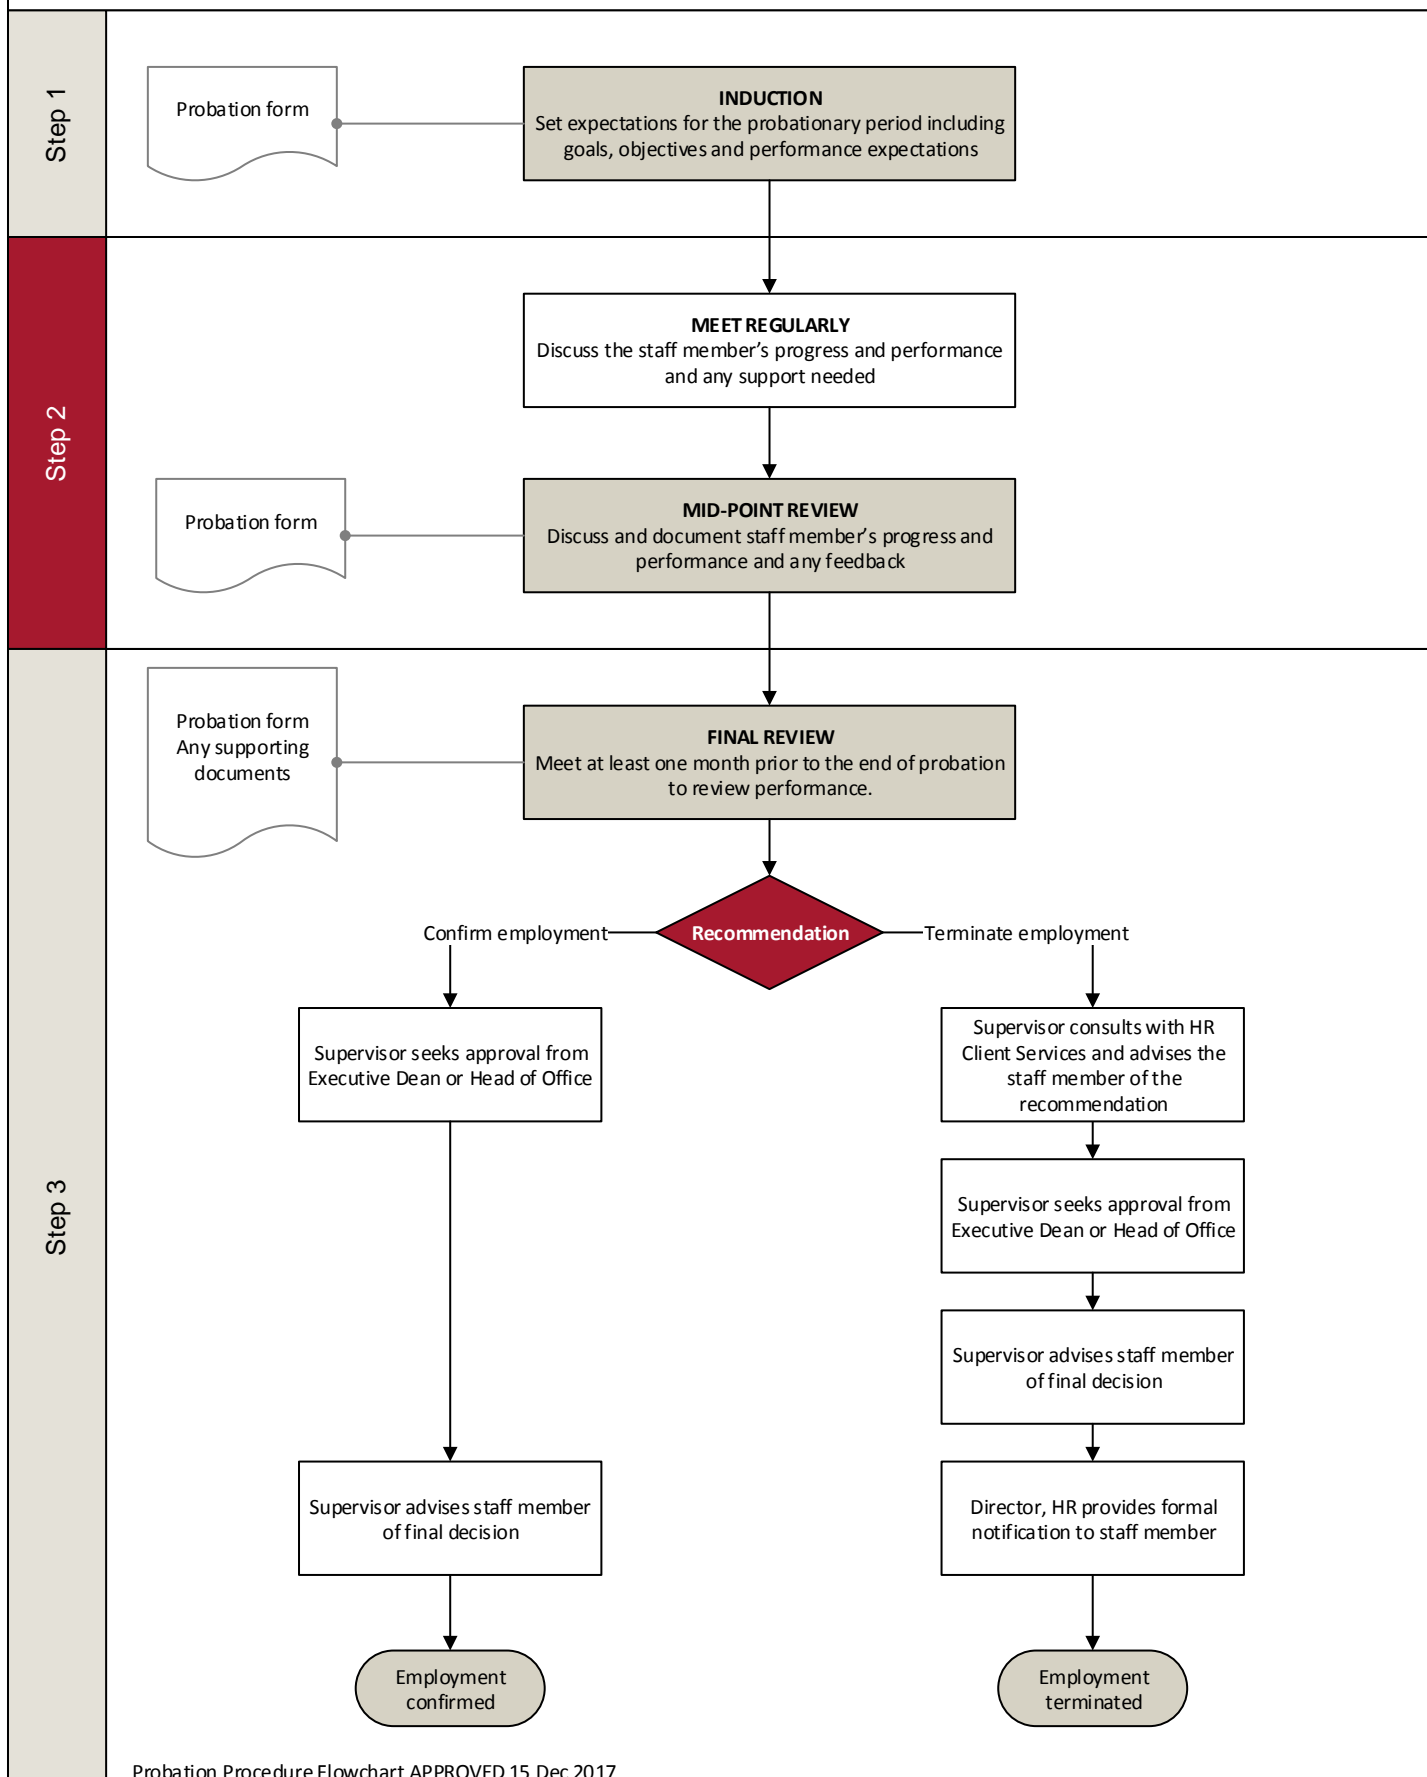 Step 1
Probation form
INDUCTION
Set expectations for the probationary period including
goals, objectives and performance expectations
Step 2
MEET REGULARLY
Discuss the staff member’s progress and performance
and any support needed
Probation form
MID-POINT REVIEW
Discuss and document staff member’s progress and
performance and any feedback
Step 3
Probation form
Any supporting
documents
FINAL REVIEW
Meet at least one month prior to the end of probation
to review performance.
Recommendation
Confirm employment
Supervisor seeks approval from
Executive Dean or Head of Office
Supervisor advises staff member
of final decision
Employment
confirmed
Terminate employment
Supervisor consults with HR
Client Services and advises the
staff member of the
recommendation
Supervisor seeks approval from
Executive Dean or Head of Office
Supervisor advises staff member
of final decision
Director, HR provides formal
notification to staff member
Employment
terminated
Probation Procedure Flowchart APPROVED 15 Dec 2017